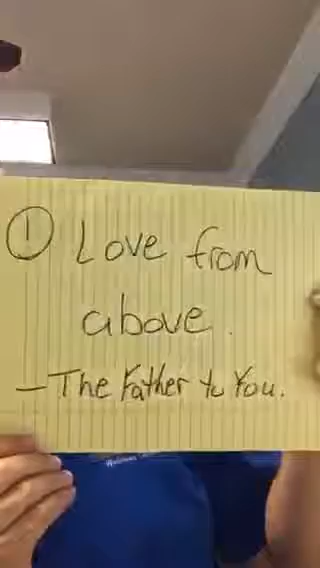 ① Love from
above.
- The Father to You.